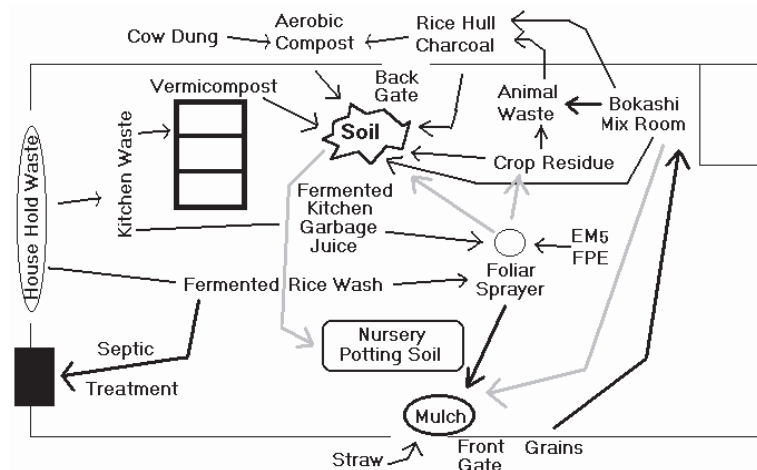 Cow Dung
Aerobic
Compost
Rice Hull
Charcoal
Vermicompost
Back
Gate
Animal
Waste
Bokashi
Mix Room
Soil
Crop Residue
House Hold Waste
Kitchen Waste
Fermented
Kitchen
Garbage
Juice
EM5
FPE
Foliar
Sprayer
Fermented Rice Wash
Septic
Treatment
Nursery
Potting Soil
Mulch
Straw
Front
Gate
Grains